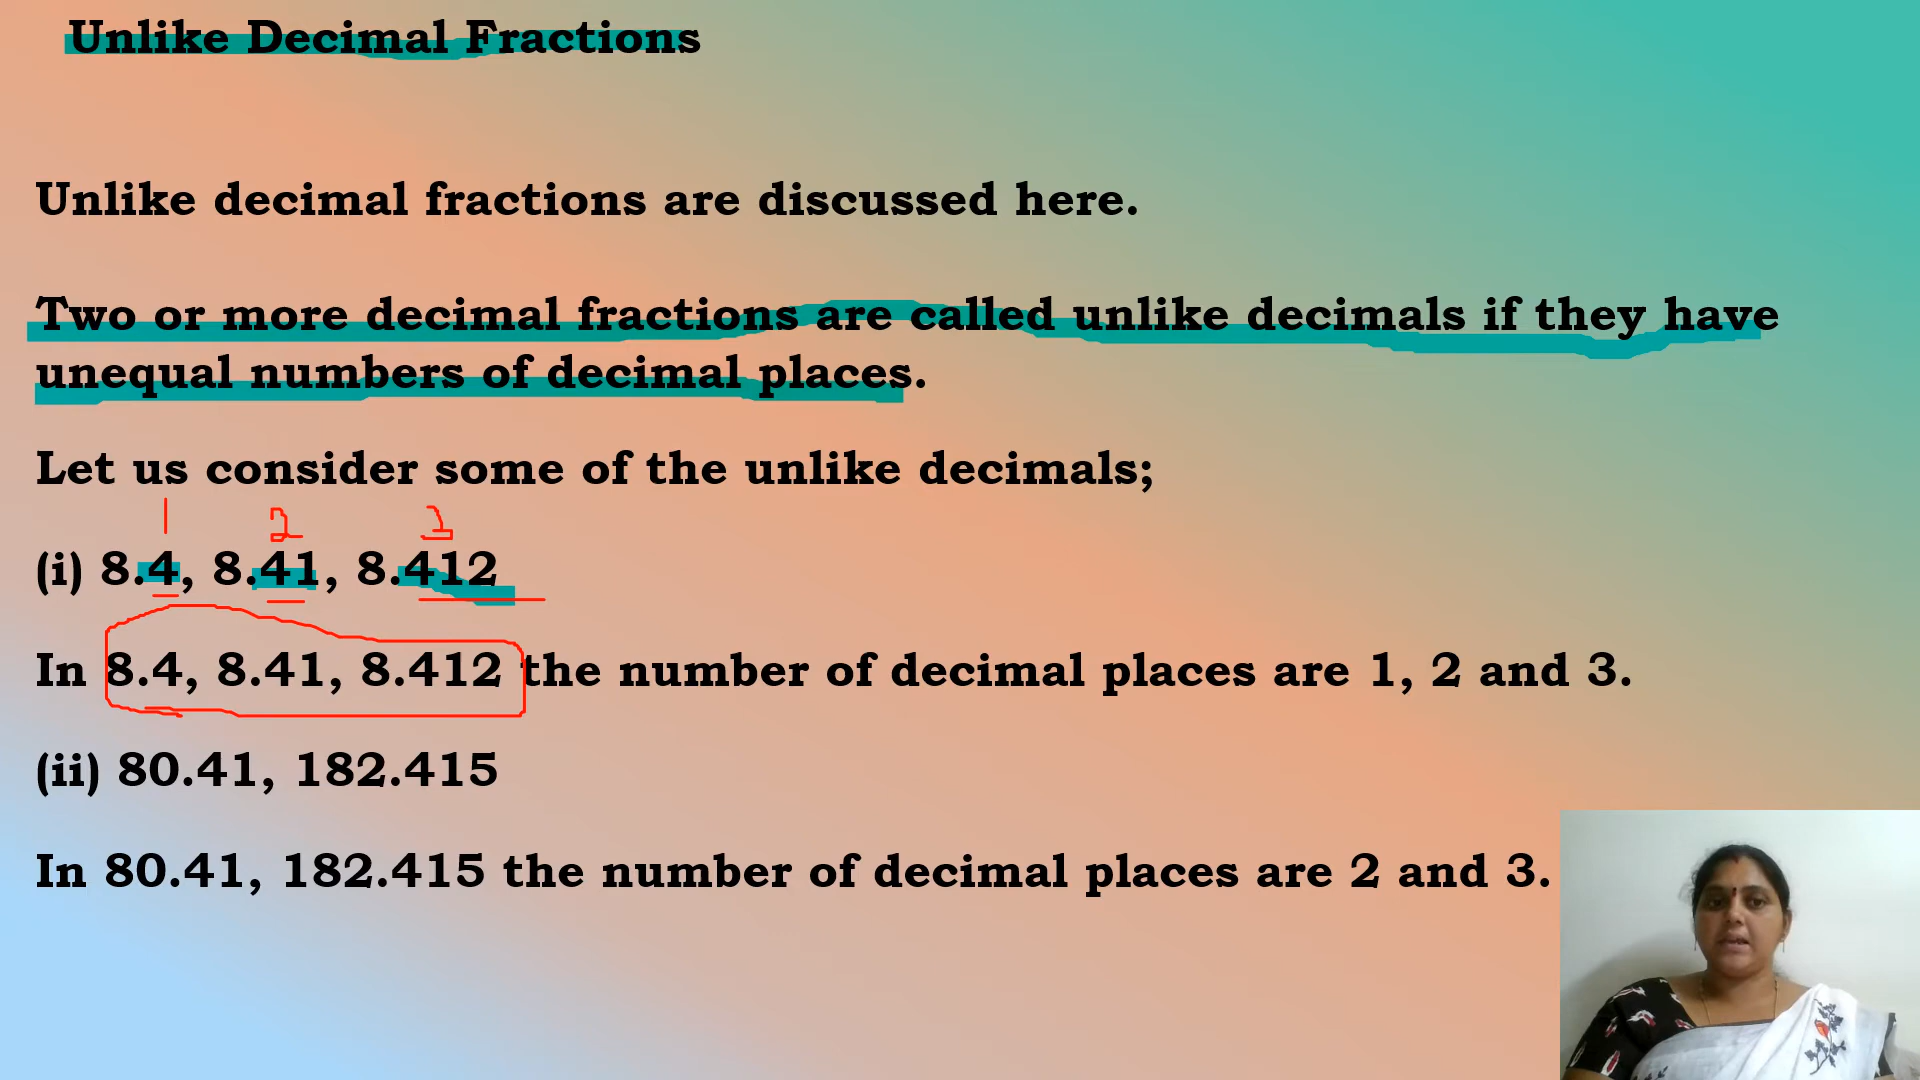 Unlike Decimal Fractions
Unlike decimal fractions are discussed here.
Two or more decimal fractions are called unlike decimals if they have
unequal numbers of decimal places.
Let us consider some of the unlike decimals;
1 2 3
(i) 8.4, 8.41, 8.412
In 8.4, 8.41, 8.412 the number of decimal places are 1, 2 and 3.
(ii) 80.41, 182.415
In 80.41, 182.415 the number of decimal places are 2 and 3.